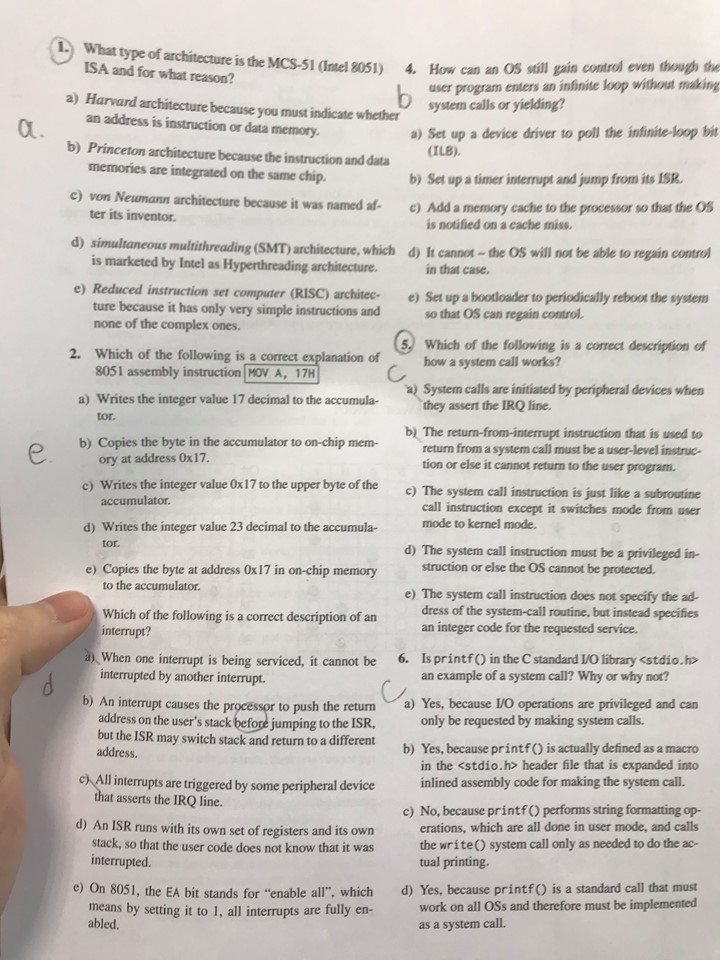 1. What type of architecture is the MCS-51 (Intel 8051)
ISA and for what reason?
a.
a) Harvard architecture because you must indicate whether
an address is instruction or data memory.
b) Princeton architecture because the instruction and data
memories are integrated on the same chip.
c) von Neumann architecture because it was named af-
ter its inventor.
d) simultaneous multithreading (SMT) architecture, which
is marketed by Intel as Hyperthreading architecture.
e) Reduced instruction set computer (RISC) architec-
ture because it has only very simple instructions and
none of the complex ones.
2. Which of the following is a correct explanation of
8051 assembly instruction MOV A, 17H
a) Writes the integer value 17 decimal to the accumula-
tor.
e.
b) Copies the byte in the accumulator to on-chip mem-
ory at address 0x17.
c) Writes the integer value 0x17 to the upper byte of the
accumulator.
d) Writes the integer value 23 decimal to the accumula-
tor.
e) Copies the byte at address 0x17 in on-chip memory
to the accumulator.
Which of the following is a correct description of an
interrupt?
d
a) When one interrupt is being serviced, it cannot be
interrupted by another interrupt.
b) An interrupt causes the processor to push the return
address on the user's stack before jumping to the ISR,
but the ISR may switch stack and return to a different
address.
c) All interrupts are triggered by some peripheral device
that asserts the IRQ line.
d) An ISR runs with its own set of registers and its own
stack, so that the user code does not know that it was
interrupted.
e) On 8051, the EA bit stands for "enable all", which
means by setting it to 1, all interrupts are fully en-
abled.
4. How can an OS still gain control even though the
user program enters an infinite loop without making
system calls or yielding?
b
a) Set up a device driver to poll the infinite-loop bit
(ILB).
b) Set up a timer interrupt and jump from its ISR.
c) Add a memory cache to the processor so that the OS
is notified on a cache miss.
d) It cannot – the OS will not be able to regain control
in that case.
e) Set up a bootloader to periodically reboot the system
so that OS can regain control.
5. Which of the following is a correct description of
how a system call works?
C
a) System calls are initiated by peripheral devices when
they assert the IRQ line.
b) The return-from-interrupt instruction that is used to
return from a system call must be a user-level instruc-
tion or else it cannot return to the user program.
c) The system call instruction is just like a subroutine
call instruction except it switches mode from user
mode to kernel mode.
d) The system call instruction must be a privileged in-
struction or else the OS cannot be protected.
e) The system call instruction does not specify the ad-
dress of the system-call routine, but instead specifies
an integer code for the requested service.
6. Is printf() in the C standard I/O library <stdio.h>
an example of a system call? Why or why not?
C
a) Yes, because I/O operations are privileged and can
only be requested by making system calls.
b) Yes, because printf() is actually defined as a macro
in the <stdio.h> header file that is expanded into
inlined assembly code for making the system call.
c) No, because printf() performs string formatting op-
erations, which are all done in user mode, and calls
the write() system call only as needed to do the ac-
tual printing.
d) Yes, because printf() is a standard call that must
work on all OSs and therefore must be implemented
as a system call.